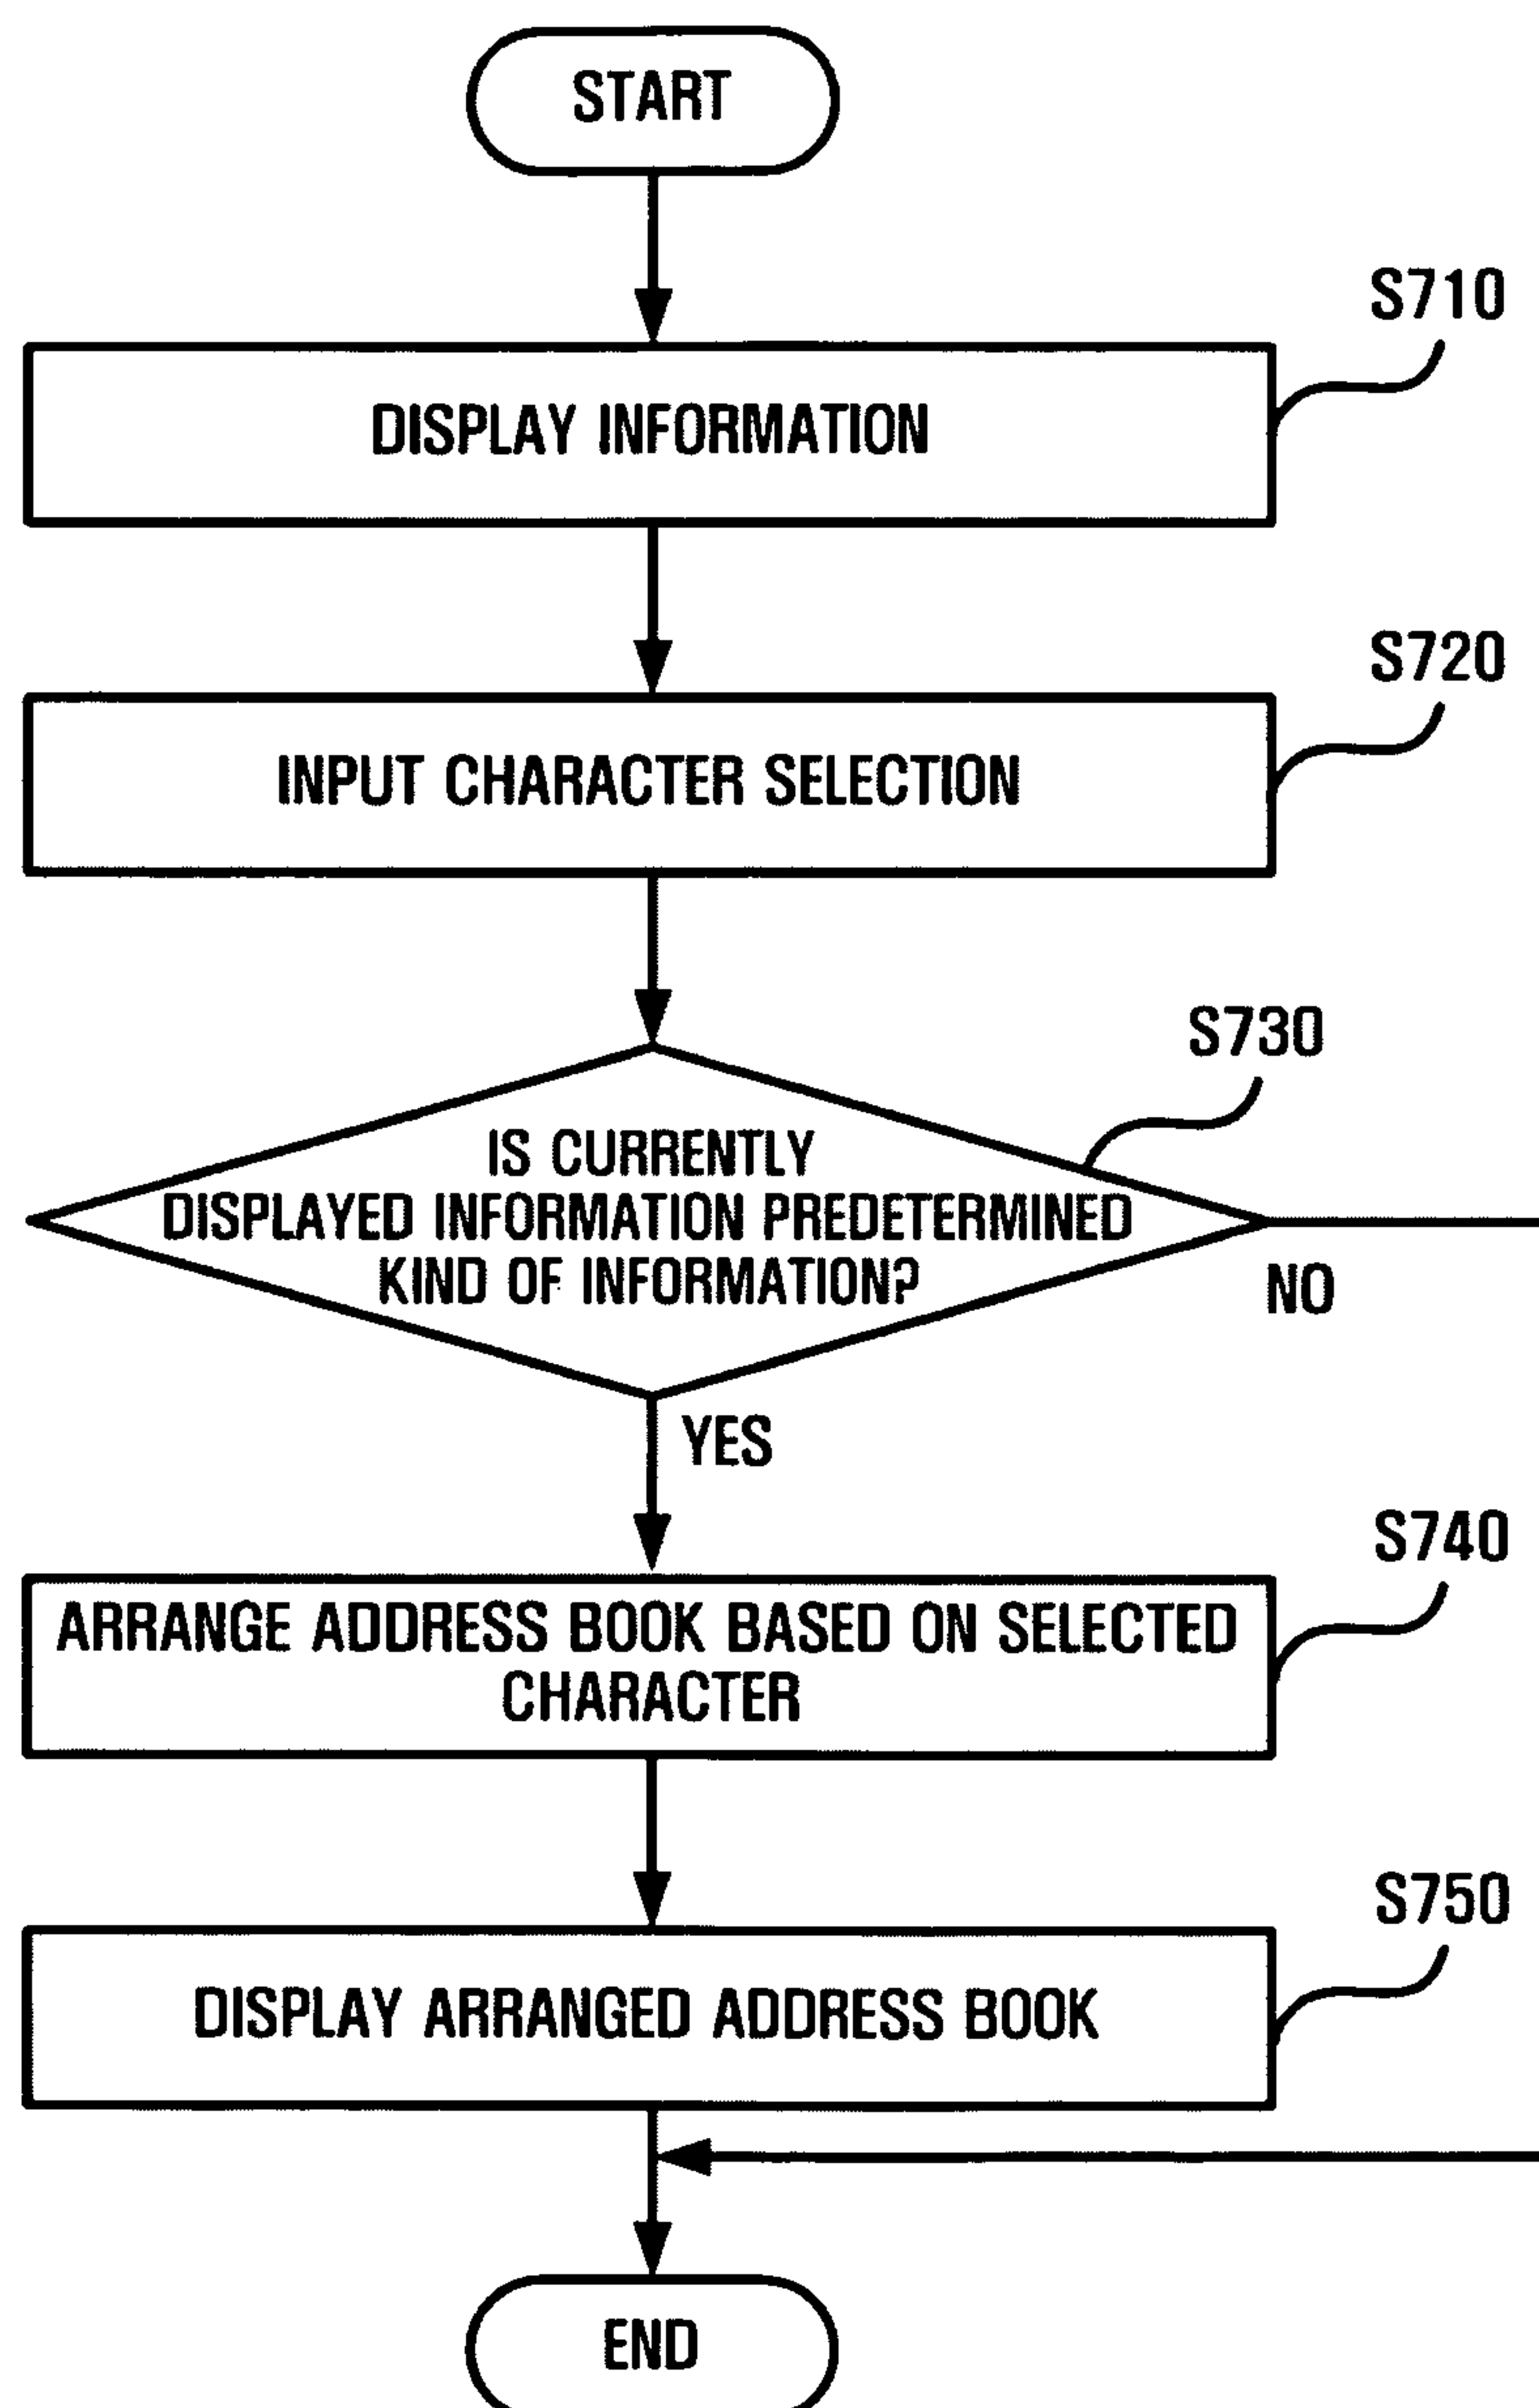 START
S710
DISPLAY INFORMATION
S720
INPUT CHARACTER SELECTION
S730
IS CURRENTLY
DISPLAYED INFORMATION PREDETERMINED
KIND OF INFORMATION?
NO
YES
S740
ARRANGE ADDRESS BOOK BASED ON SELECTED
CHARACTER
S750
DISPLAY ARRANGED ADDRESS BOOK
END